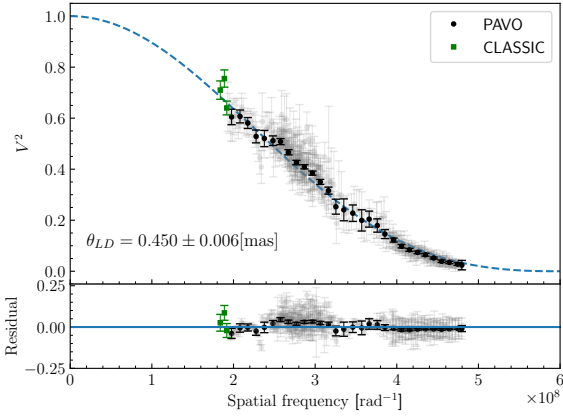 PAVO
CLASSIC
1.0
0.8
0.6
0.4
0.2
0.0
V²
θ_LD = 0.450 ± 0.006[mas]
0.25
0.00
−0.25
Residual
0 1 2 3 4 5 6
Spatial frequency [rad⁻¹] ×10⁸